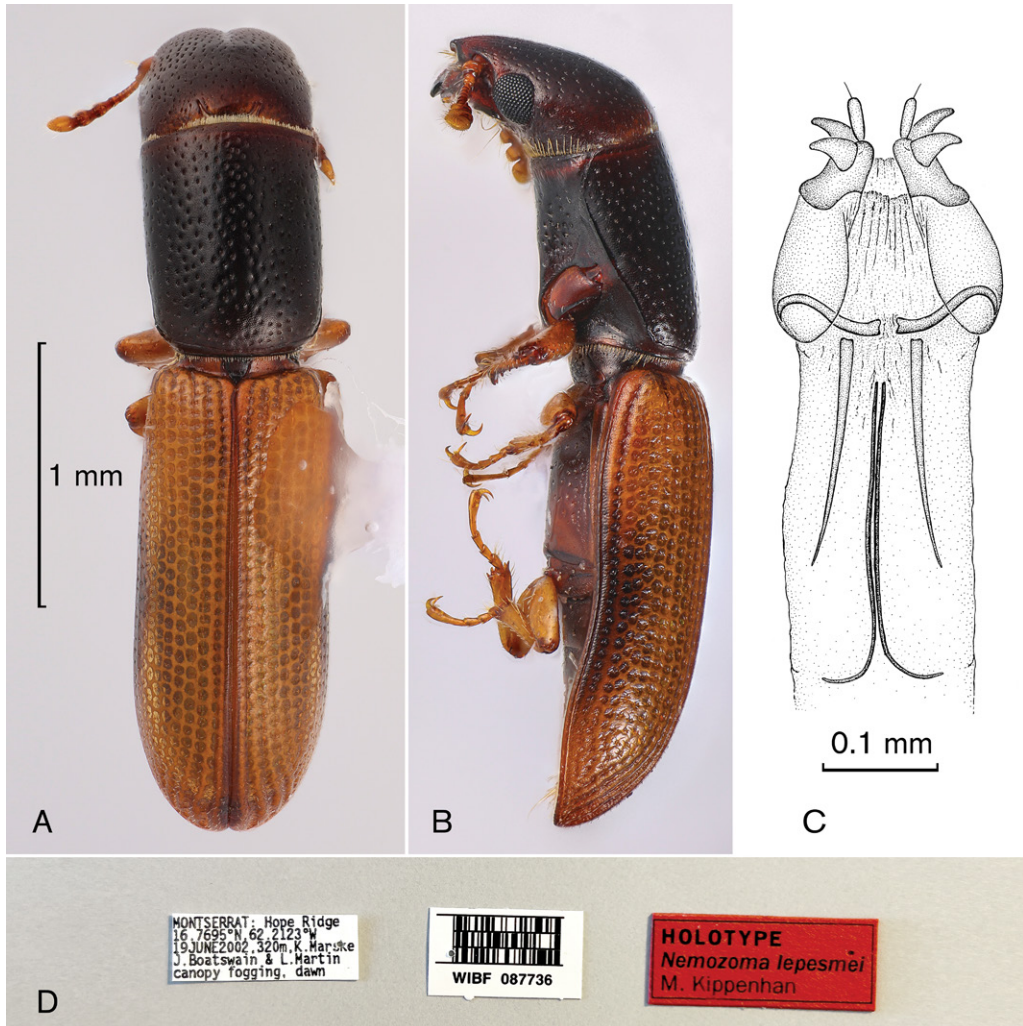 1 mm
A
B
C
0.1 mm
MONTSERRAT: Hope Ridge
16.7695°N,62.2123°W
19JUNE2002,320m,K.Marske
J.Boatswain & L.Martin
canopy fogging, dawn
WIBF 087736
HOLOTYPE
Nemozoma lepesmei
M. Kippenhan
D